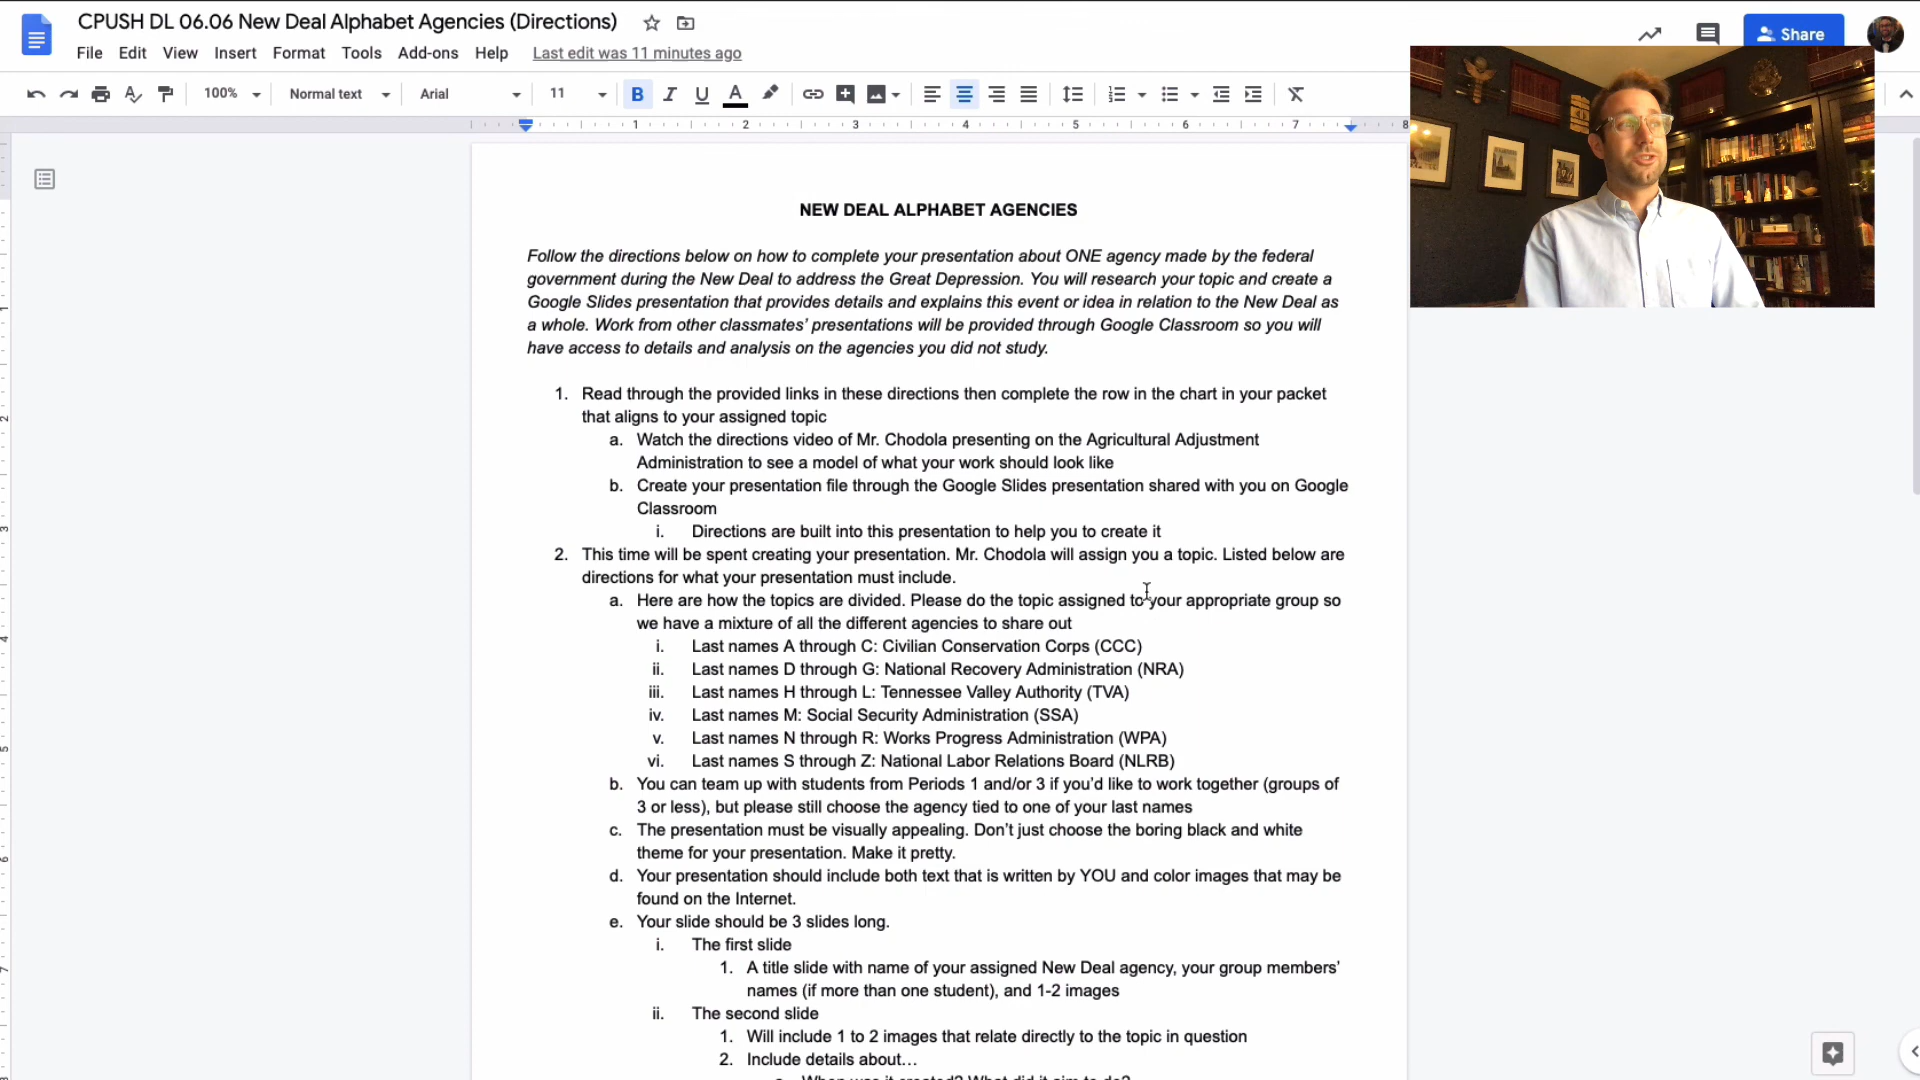 CPUSH DL 06.06 New Deal Alphabet Agencies (Directions)
File Edit View Insert Format Tools Add-ons Help Last edit was 11 minutes ago
Share
100% Normal text Arial 11
1 2 3 4 5 6 7 8
NEW DEAL ALPHABET AGENCIES
Follow the directions below on how to complete your presentation about ONE agency made by the federal
government during the New Deal to address the Great Depression. You will research your topic and create a
Google Slides presentation that provides details and explains this event or idea in relation to the New Deal as
a whole. Work from other classmates' presentations will be provided through Google Classroom so you will
have access to details and analysis on the agencies you did not study.
1. Read through the provided links in these directions then complete the row in the chart in your packet
that aligns to your assigned topic
a. Watch the directions video of Mr. Chodola presenting on the Agricultural Adjustment
Administration to see a model of what your work should look like
b. Create your presentation file through the Google Slides presentation shared with you on Google
Classroom
i. Directions are built into this presentation to help you to create it
2. This time will be spent creating your presentation. Mr. Chodola will assign you a topic. Listed below are
directions for what your presentation must include.
a. Here are how the topics are divided. Please do the topic assigned to your appropriate group so
we have a mixture of all the different agencies to share out
i. Last names A through C: Civilian Conservation Corps (CCC)
ii. Last names D through G: National Recovery Administration (NRA)
iii. Last names H through L: Tennessee Valley Authority (TVA)
iv. Last names M: Social Security Administration (SSA)
v. Last names N through R: Works Progress Administration (WPA)
vi. Last names S through Z: National Labor Relations Board (NLRB)
b. You can team up with students from Periods 1 and/or 3 if you'd like to work together (groups of
3 or less), but please still choose the agency tied to one of your last names
c. The presentation must be visually appealing. Don't just choose the boring black and white
theme for your presentation. Make it pretty.
d. Your presentation should include both text that is written by YOU and color images that may be
found on the Internet.
e. Your slide should be 3 slides long.
i. The first slide
1. A title slide with name of your assigned New Deal agency, your group members'
names (if more than one student), and 1-2 images
ii. The second slide
1. Will include 1 to 2 images that relate directly to the topic in question
2. Include details about…
a. When was it created? What did it aim to do?